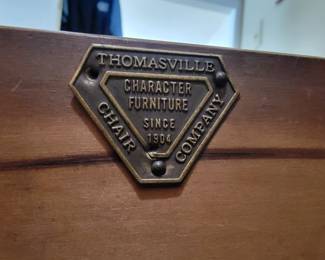 THOMASVILLE
CHAIR
COMPANY
CHARACTER
FURNITURE
SINCE
1904